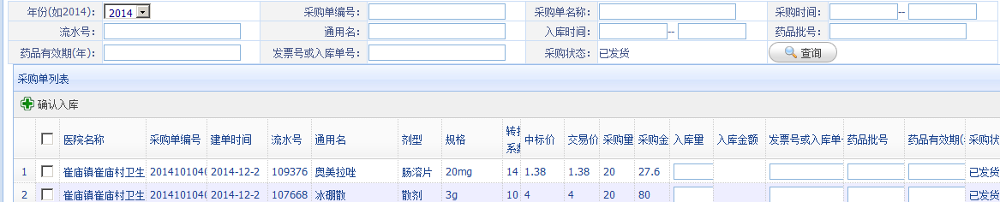 年份(如2014): 2014 采购单编号: 采购单名称: 采购时间: --
流水号: 通用名: 入库时间: -- 药品批号:
药品有效期(年): 发票号或入库单号: 采购状态: 已发货 查询
采购单列表
确认入库
医院名称 采购单编号 建单时间 流水号 通用名 剂型 规格 转换系数 中标价 交易价 采购量 采购金 入库量 入库金额 发票号或入库单号 药品批号 药品有效期(年 采购状
1 崔庙镇崔庙村卫生 2014101040 2014-12-2 109376 奥美拉唑 肠溶片 20mg 14 1.38 1.38 20 27.6 已发货
2 崔庙镇崔庙村卫生 2014101040 2014-12-2 107668 冰硼散 散剂 3g 10 4 4 20 80 已发货